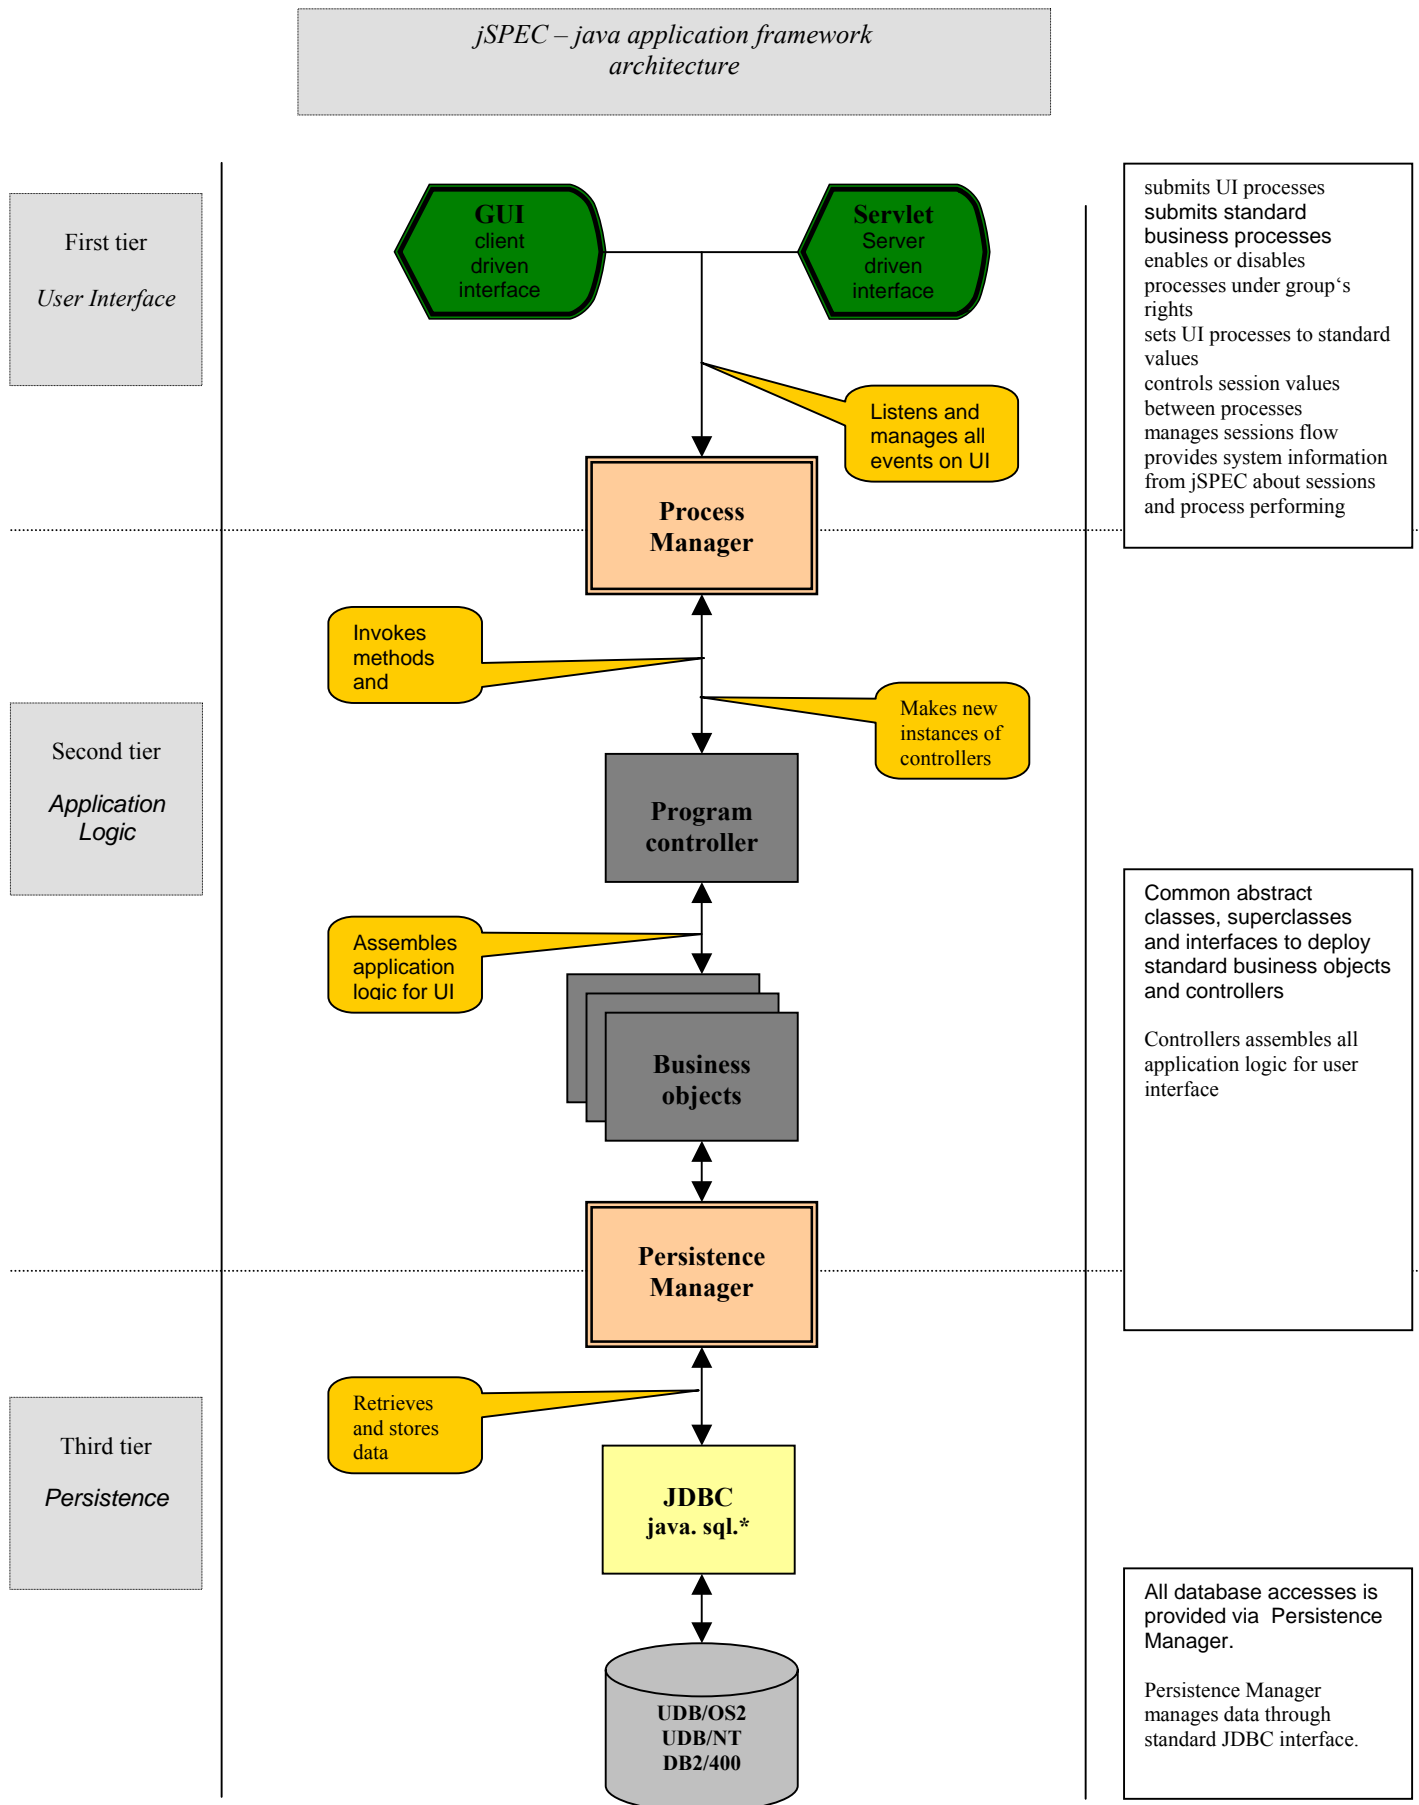 jSPEC – java application framework
architecture
First tier
User Interface
GUI
client
driven
interface
Servlet
Server
driven
interface
submits UI processes
submits standard
business processes
enables or disables
processes under group‘s
rights
sets UI processes to standard
values
controls session values
between processes
manages sessions flow
provides system information
from jSPEC about sessions
and process performing
Listens and
manages all
events on UI
Process
Manager
Invokes
methods
and
Makes new
instances of
controllers
Second tier
Application
Logic
Program
controller
Assembles
application
logic for UI
Common abstract
classes, superclasses
and interfaces to deploy
standard business objects
and controllers
Controllers assembles all
application logic for user
interface
Business
objects
Persistence
Manager
Retrieves
and stores
data
Third tier
Persistence
JDBC
java. sql.*
All database accesses is
provided via  Persistence
Manager.
Persistence Manager
manages data through
standard JDBC interface.
UDB/OS2
UDB/NT
DB2/400